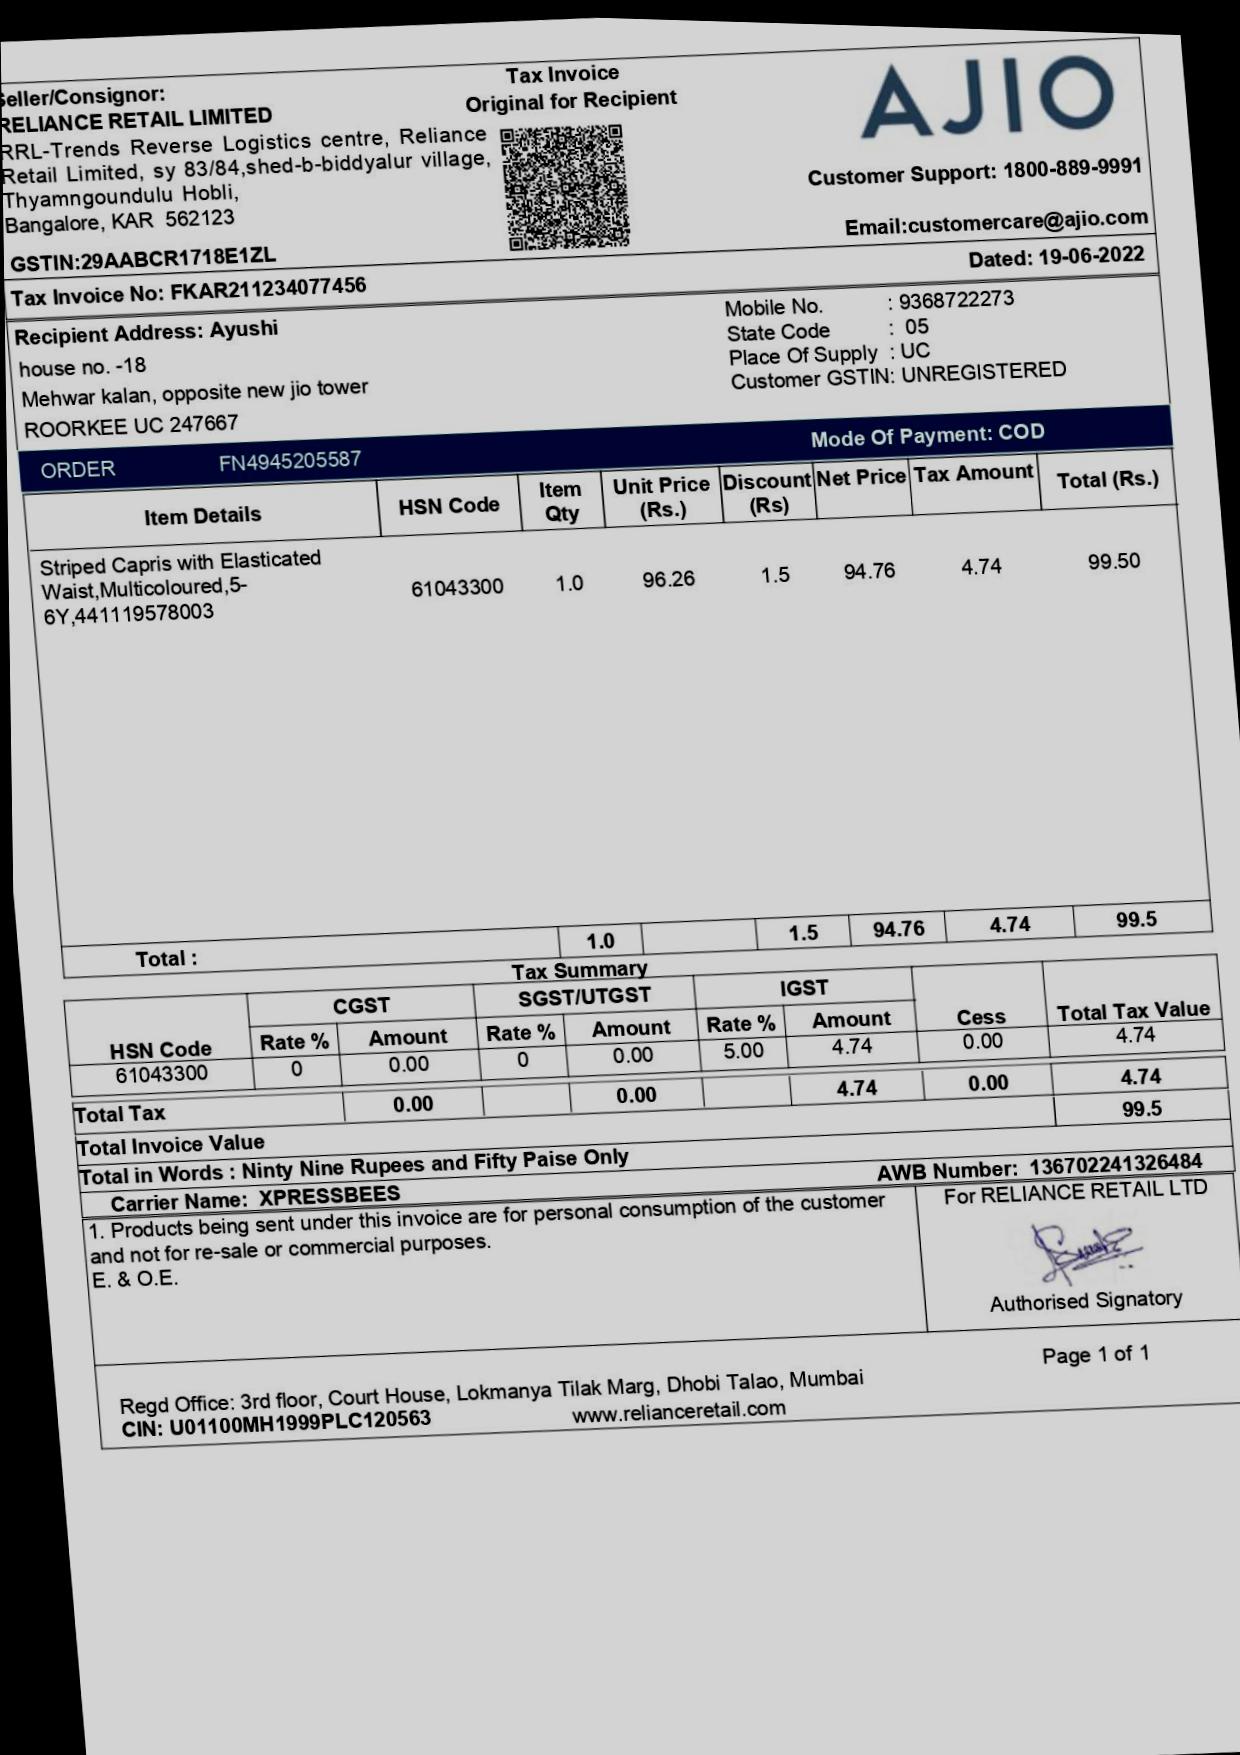 Tax Invoice
Original for Recipient
AJIO
Seller/Consignor:
RELIANCE RETAIL LIMITED
RRL-Trends Reverse Logistics centre, Reliance
Retail Limited, sy 83/84,shed-b-biddyalur village,
Thyamngoundulu Hobli,
Bangalore, KAR 562123
GSTIN:29AABCR1718E1ZL
Customer Support: 1800-889-9991
Email:customercare@ajio.com
Tax Invoice No: FKAR211234077456 Dated: 19-06-2022
Recipient Address: Ayushi
house no. -18
Mehwar kalan, opposite new jio tower
ROORKEE UC 247667
Mobile No. : 9368722273
State Code : 05
Place Of Supply : UC
Customer GSTIN: UNREGISTERED
ORDER FN4945205587 Mode Of Payment: COD
Item Details HSN Code Item Qty Unit Price (Rs.) Discount (Rs) Net Price Tax Amount Total (Rs.)
Striped Capris with Elasticated
Waist,Multicoloured,5-
6Y,441119578003
61043300 1.0 96.26 1.5 94.76 4.74 99.50
Total : 1.0 1.5 94.76 4.74 99.5
Tax Summary
CGST SGST/UTGST IGST
HSN Code Rate % Amount Rate % Amount Rate % Amount Cess Total Tax Value
61043300 0 0.00 0 0.00 5.00 4.74 0.00 4.74
Total Tax 0.00 0.00 4.74 0.00 4.74
Total Invoice Value 99.5
Total in Words : Ninty Nine Rupees and Fifty Paise Only
Carrier Name: XPRESSBEES AWB Number: 136702241326484
1. Products being sent under this invoice are for personal consumption of the customer
and not for re-sale or commercial purposes.
E. & O.E.
For RELIANCE RETAIL LTD
Authorised Signatory
Page 1 of 1
Regd Office: 3rd floor, Court House, Lokmanya Tilak Marg, Dhobi Talao, Mumbai
CIN: U01100MH1999PLC120563 www.relianceretail.com